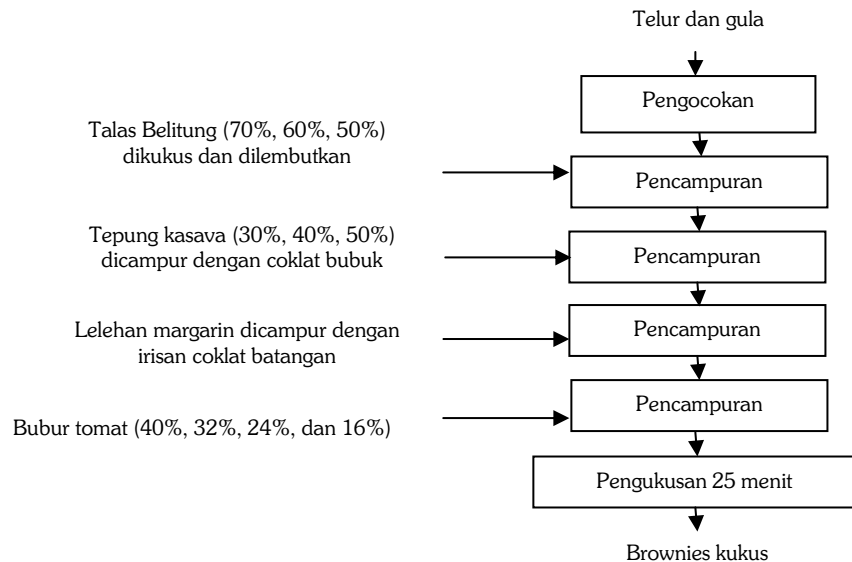 Telur dan gula
Pengocokan
Talas Belitung (70%, 60%, 50%)
dikukus dan dilembutkan
Pencampuran
Tepung kasava (30%, 40%, 50%)
dicampur dengan coklat bubuk
Pencampuran
Lelehan margarin dicampur dengan
irisan coklat batangan
Pencampuran
Bubur tomat (40%, 32%, 24%, dan 16%)
Pencampuran
Pengukusan 25 menit
Brownies kukus